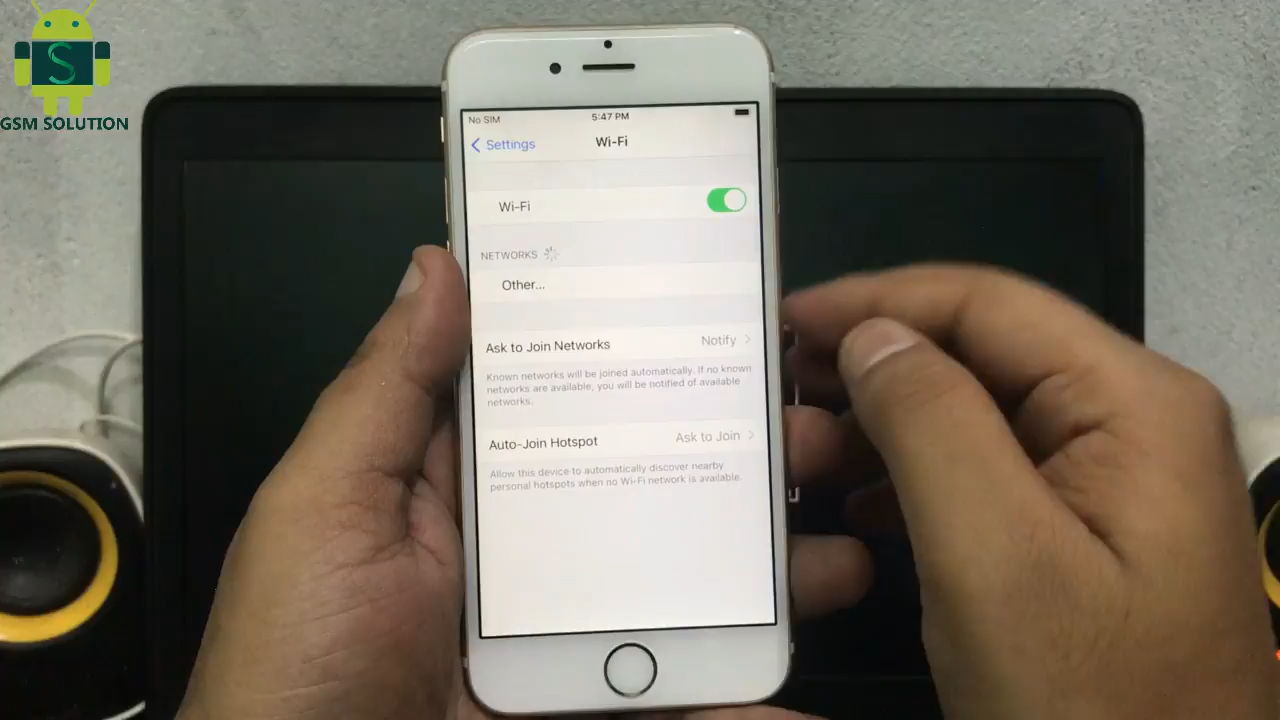 S
GSM SOLUTION
No SIM 5:47 PM
Settings Wi-Fi
Wi-Fi
NETWORKS
Other...
Ask to Join Networks Notify
Known networks will be joined automatically. If no known
networks are available, you will be notified of available
networks.
Auto-Join Hotspot Ask to Join
Allow this device to automatically discover nearby
personal hotspots when no Wi-Fi network is available.